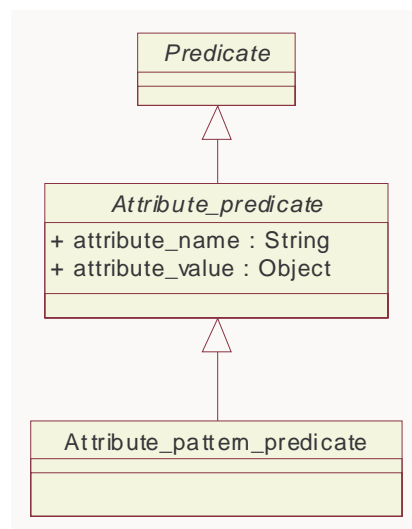 Predicate
Attribute_predicate
+ attribute_name : String
+ attribute_value : Object
Attribute_pattern_predicate